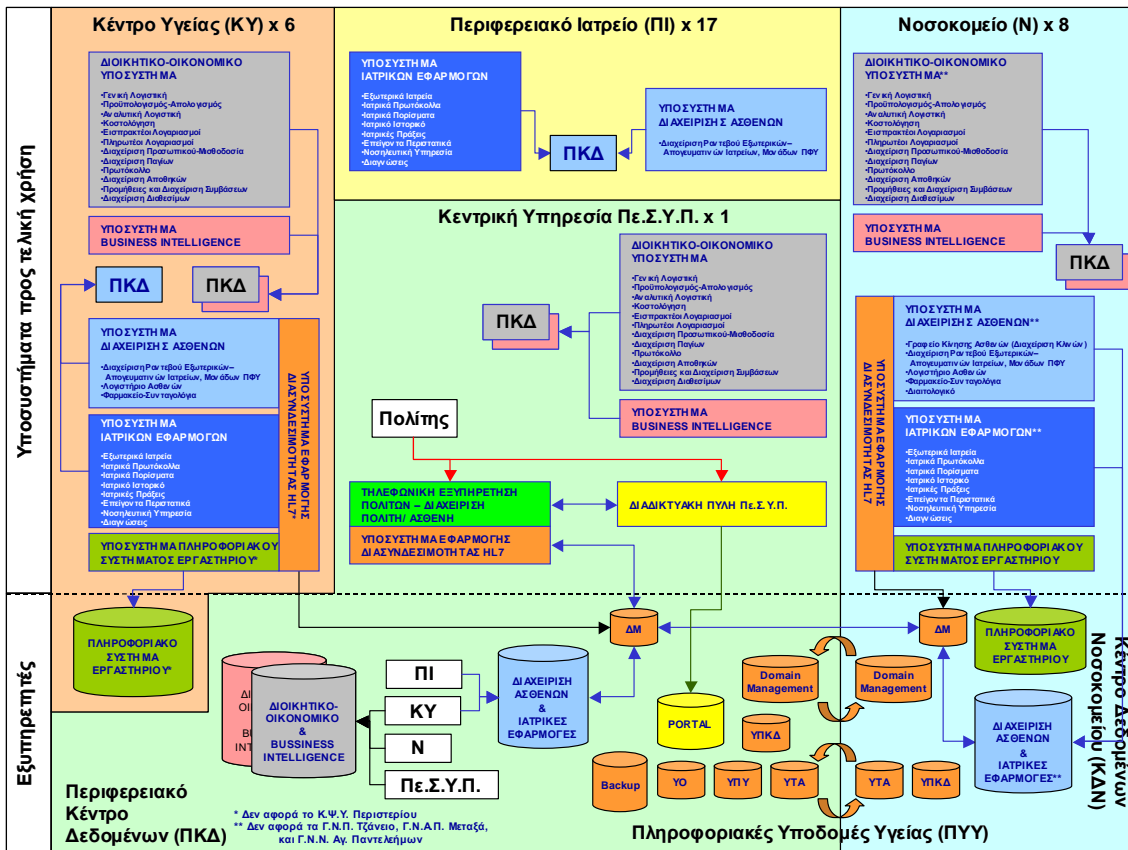 Κέντρο Υγείας (ΚΥ) x 6
ΔΙΟΙΚΗΤΙΚΟ-ΟΙΚΟΝΟΜΙΚΟ
ΥΠΟΣΥΣΤΗΜΑ
•Γενική Λογιστική
•Προϋπολογισμός-Απολογισμός
•Αναλυτική Λογιστική
•Κοστολόγηση
•Εισπρακτέοι Λογαριασμοί
•Πληρωτέοι Λογαριασμοί
•Διαχείριση Προσωπικού-Μισθοδοσία
•Διαχείριση Παγίων
•Πρωτόκολλο
•Διαχείριση Αποθηκών
•Προμήθειες και Διαχείριση Συμβάσεων
•Διαχείριση Διαθεσίμων
ΥΠΟΣΥΣΤΗΜΑ
BUSINESS INTELLIGENCE
ΠΚΔ
ΠΚΔ
ΥΠΟΣΥΣΤΗΜΑ
ΔΙΑΧΕΙΡΙΣΗΣ ΑΣΘΕΝΩΝ
•Διαχείριση Ραντεβού Εξωτερικών–
Απογευματινών Ιατρείων, Μονάδων ΠΦΥ
•Λογιστήριο Ασθενών
•Φαρμακείο-Συνταγολόγια
ΥΠΟΣΥΣΤΗΜΑ
ΙΑΤΡΙΚΩΝ ΕΦΑΡΜΟΓΩΝ
•Εξωτερικά Ιατρεία
•Ιατρικά Πρωτόκολλα
•Ιατρικά Πορίσματα
•Ιατρικό Ιστορικό
•Ιατρικές Πράξεις
•Επείγοντα Περιστατικά
•Νοσηλευτική Υπηρεσία
•Διαγνώσεις
ΥΠΟΣΥΣΤΗΜΑ ΠΛΗΡΟΦΟΡΙΑΚΟΥ
ΣΥΣΤΗΜΑΤΟΣ ΕΡΓΑΣΤΗΡΙΟΥ*
ΥΠΟΣΥΣΤΗΜΑ ΕΦΑΡΜΟΓΗΣ
ΔΙΑΣΥΝΔΕΣΙΜΟΤΗΤΑΣ HL7*
Περιφερειακό Ιατρείο (ΠΙ) x 17
ΥΠΟΣΥΣΤΗΜΑ
ΙΑΤΡΙΚΩΝ ΕΦΑΡΜΟΓΩΝ
•Εξωτερικά Ιατρεία
•Ιατρικά Πρωτόκολλα
•Ιατρικά Πορίσματα
•Ιατρικό Ιστορικό
•Ιατρικές Πράξεις
•Επείγοντα Περιστατικά
•Νοσηλευτική Υπηρεσία
•Διαγνώσεις
ΠΚΔ
ΥΠΟΣΥΣΤΗΜΑ
ΔΙΑΧΕΙΡΙΣΗΣ ΑΣΘΕΝΩΝ
•Διαχείριση Ραντεβού Εξωτερικών–
Απογευματινών Ιατρείων, Μονάδων ΠΦΥ
Κεντρική Υπηρεσία Πε.Σ.Υ.Π. x 1
ΔΙΟΙΚΗΤΙΚΟ-ΟΙΚΟΝΟΜΙΚΟ
ΥΠΟΣΥΣΤΗΜΑ
•Γενική Λογιστική
•Προϋπολογισμός-Απολογισμός
•Αναλυτική Λογιστική
•Κοστολόγηση
•Εισπρακτέοι Λογαριασμοί
•Πληρωτέοι Λογαριασμοί
•Διαχείριση Προσωπικού-Μισθοδοσία
•Διαχείριση Παγίων
•Πρωτόκολλο
•Διαχείριση Αποθηκών
•Προμήθειες και Διαχείριση Συμβάσεων
•Διαχείριση Διαθεσίμων
ΠΚΔ
ΥΠΟΣΥΣΤΗΜΑ
BUSINESS INTELLIGENCE
Πολίτης
ΤΗΛΕΦΩΝΙΚΗ ΕΞΥΠΗΡΕΤΗΣΗ
ΠΟΛΙΤΩΝ – ΔΙΑΧΕΙΡΙΣΗ
ΠΟΛΙΤΗ/ ΑΣΘΕΝΗ
ΥΠΟΣΥΣΤΗΜΑ ΕΦΑΡΜΟΓΗΣ
ΔΙΑΣΥΝΔΕΣΙΜΟΤΗΤΑΣ HL7
ΔΙΑΔΙΚΤΥΑΚΗ ΠΥΛΗ Πε.Σ.Υ.Π.
Νοσοκομείο (Ν) x 8
ΔΙΟΙΚΗΤΙΚΟ-ΟΙΚΟΝΟΜΙΚΟ
ΥΠΟΣΥΣΤΗΜΑ**
•Γενική Λογιστική
•Προϋπολογισμός-Απολογισμός
•Αναλυτική Λογιστική
•Κοστολόγηση
•Εισπρακτέοι Λογαριασμοί
•Πληρωτέοι Λογαριασμοί
•Διαχείριση Προσωπικού-Μισθοδοσία
•Διαχείριση Παγίων
•Πρωτόκολλο
•Διαχείριση Αποθηκών
•Προμήθειες και Διαχείριση Συμβάσεων
•Διαχείριση Διαθεσίμων
ΥΠΟΣΥΣΤΗΜΑ
BUSINESS INTELLIGENCE
ΠΚΔ
ΥΠΟΣΥΣΤΗΜΑ
ΔΙΑΧΕΙΡΙΣΗΣ ΑΣΘΕΝΩΝ**
•Γραφείο Κίνησης Ασθενών (Διαχείριση Κλινών)
•Διαχείριση Ραντεβού Εξωτερικών–
Απογευματινών Ιατρείων, Μονάδων ΠΦΥ
•Λογιστήριο Ασθενών
•Φαρμακείο-Συνταγολόγια
•Διαιτολογικό
ΥΠΟΣΥΣΤΗΜΑ
ΙΑΤΡΙΚΩΝ ΕΦΑΡΜΟΓΩΝ**
•Εξωτερικά Ιατρεία
•Ιατρικά Πρωτόκολλα
•Ιατρικά Πορίσματα
•Ιατρικό Ιστορικό
•Ιατρικές Πράξεις
•Επείγοντα Περιστατικά
•Νοσηλευτική Υπηρεσία
•Διαγνώσεις
ΥΠΟΣΥΣΤΗΜΑ ΠΛΗΡΟΦΟΡΙΑΚΟΥ
ΣΥΣΤΗΜΑΤΟΣ ΕΡΓΑΣΤΗΡΙΟΥ
ΥΠΟΣΥΣΤΗΜΑ ΕΦΑΡΜΟΓΗΣ
ΔΙΑΣΥΝΔΕΣΙΜΟΤΗΤΑΣ HL7
Υποσυστήματα προς τελική χρήση
Εξυπηρετητές
ΠΛΗΡΟΦΟΡΙΑΚΟ
ΣΥΣΤΗΜΑ
ΕΡΓΑΣΤΗΡΙΟΥ*
ΔΙΟΙΚΗΤΙΚΟ-
ΟΙΚΟΝΟΜΙΚΟ
&
BUSSINESS
INTELLIGENCE
ΠΙ
ΚΥ
Ν
Πε.Σ.Υ.Π.
ΔΙΑΧΕΙΡΙΣΗ
ΑΣΘΕΝΩΝ
&
ΙΑΤΡΙΚΕΣ
ΕΦΑΡΜΟΓΕΣ
ΔΜ
PORTAL
Domain
Management
Domain
Management
ΥΠΚΔ
Backup
ΥΟ
ΥΠΥ
ΥΤΑ
ΥΤΑ
ΥΠΚΔ
ΔΜ
ΠΛΗΡΟΦΟΡΙΑΚΟ
ΣΥΣΤΗΜΑ
ΕΡΓΑΣΤΗΡΙΟΥ
ΔΙΑΧΕΙΡΙΣΗ
ΑΣΘΕΝΩΝ
&
ΙΑΤΡΙΚΕΣ
ΕΦΑΡΜΟΓΕΣ**
Κέντρο Δεδομένων
Νοσοκομείου (ΚΔΝ)
Περιφερειακό
Κέντρο
Δεδομένων (ΠΚΔ)
* Δεν αφορά το Κ.Ψ.Υ. Περιστερίου
** Δεν αφορά τα Γ.Ν.Π. Τζάνειο, Γ.Ν.Α.Π. Μεταξά,
και Γ.Ν.Ν. Αγ. Παντελεήμων
Πληροφοριακές Υποδομές Υγείας (ΠΥΥ)